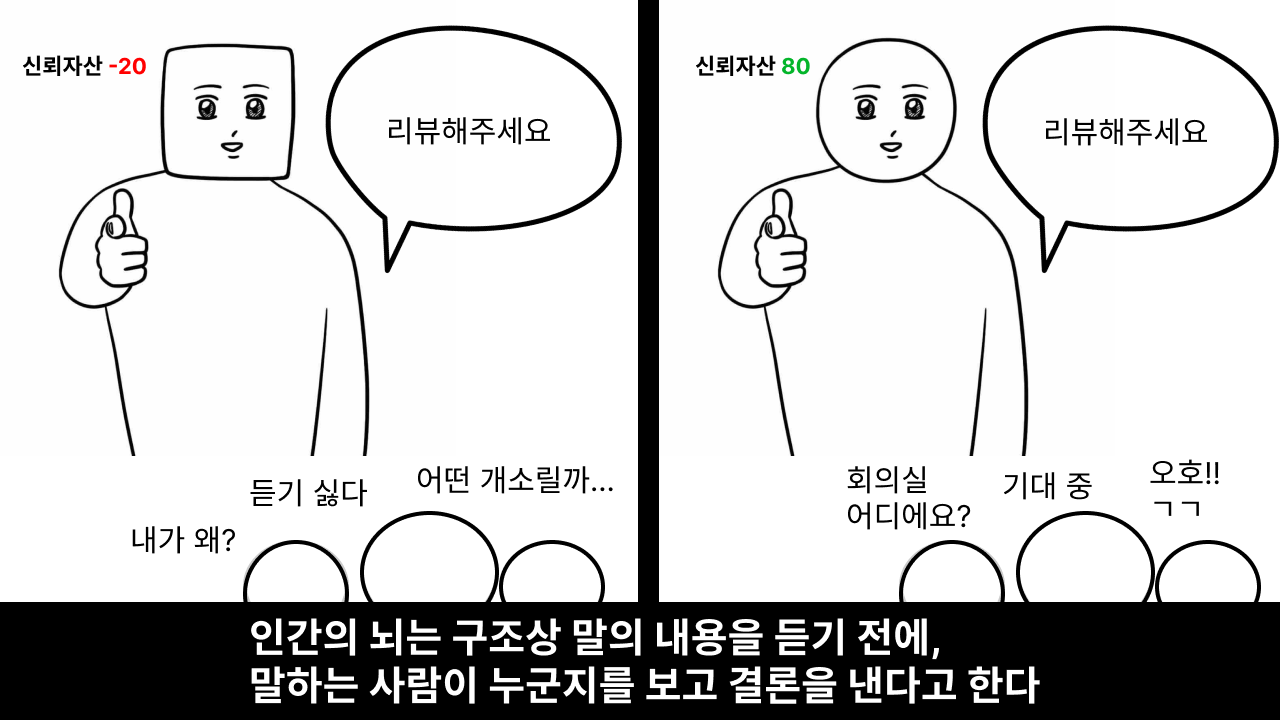 신뢰자산 -20
리뷰해주세요
듣기 싫다
어떤 개소릴까...
내가 왜?
신뢰자산 80
리뷰해주세요
회의실
어디에요?
기대 중
오호!!
ㄱㄱ
인간의 뇌는 구조상 말의 내용을 듣기 전에,
말하는 사람이 누군지를 보고 결론을 낸다고 한다